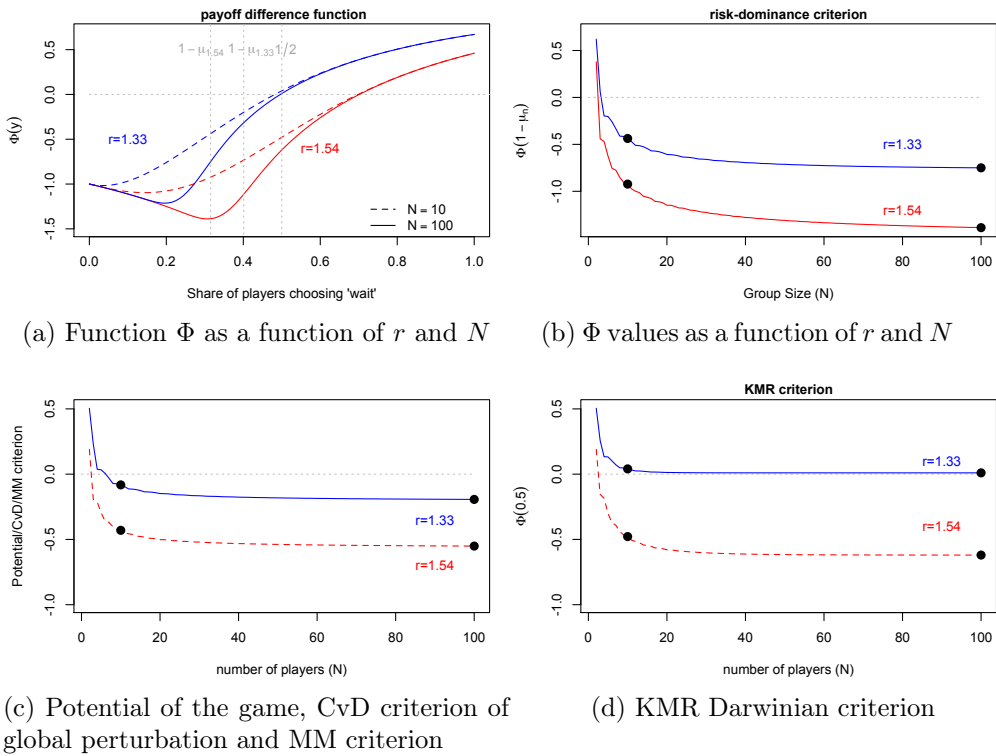 payoff difference function
1 − μ1.54 1 − μ1.33 1/2
r=1.33
r=1.54
N = 10
N = 100
Φ(y)
0.5
0.0
-0.5
-1.0
-1.5
0.0 0.2 0.4 0.6 0.8 1.0
Share of players choosing 'wait'
(a) Function Φ as a function of r and N
risk-dominance criterion
r=1.33
r=1.54
Φ(1 − μn)
0.5
0.0
-0.5
-1.0
0 20 40 60 80 100
Group Size (N)
(b) Φ values as a function of r and N
r=1.33
r=1.54
Potential/CvD/MM criterion
0.5
0.0
-0.5
-1.0
0 20 40 60 80 100
number of players (N)
(c) Potential of the game, CvD criterion of
global perturbation and MM criterion
KMR criterion
r=1.33
r=1.54
Φ(0.5)
0.5
0.0
-0.5
-1.0
0 20 40 60 80 100
number of players (N)
(d) KMR Darwinian criterion